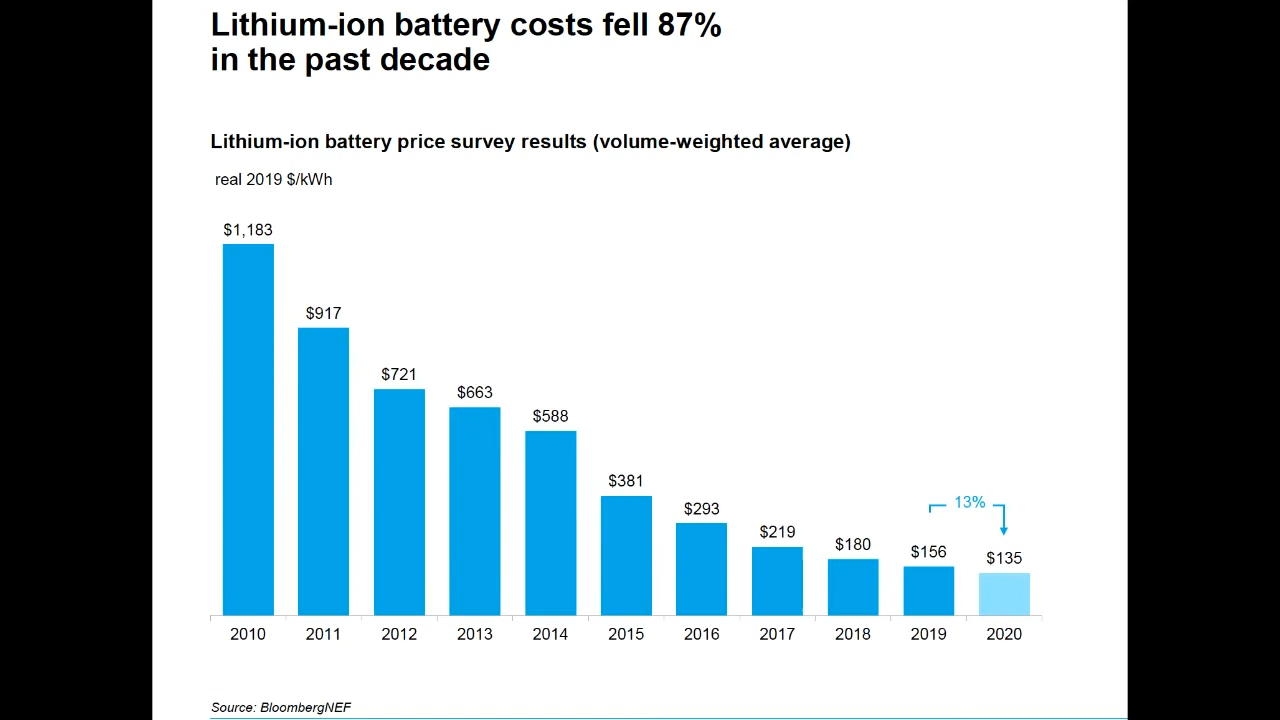 Lithium-ion battery costs fell 87%
in the past decade
Lithium-ion battery price survey results (volume-weighted average)
real 2019 $/kWh
$1,183
$917
$721
$663
$588
$381
$293
$219
$180
$156
13%
$135
2010 2011 2012 2013 2014 2015 2016 2017 2018 2019 2020
Source: BloombergNEF